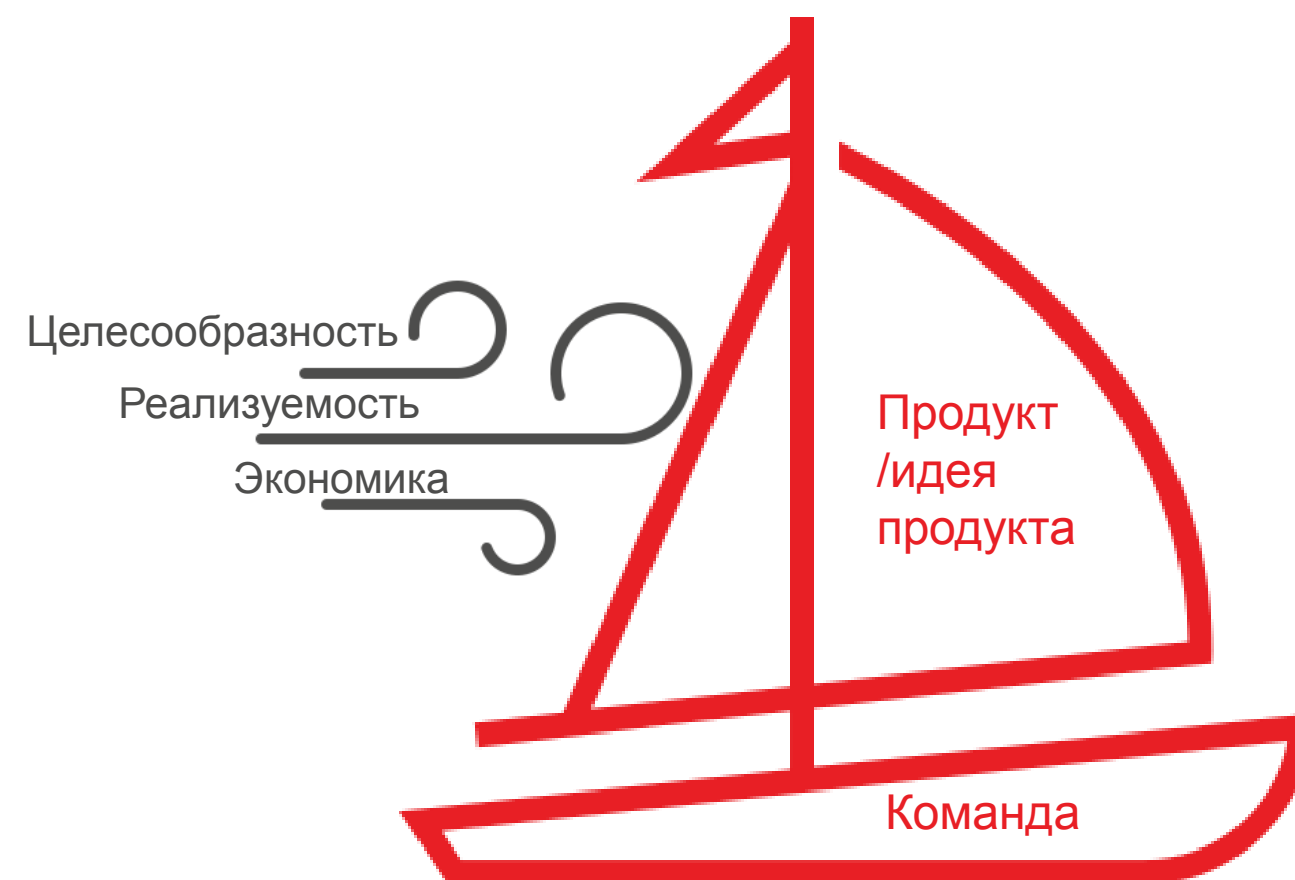 Целесообразность
Реализуемость
Экономика
Продукт
/идея
продукта
Команда